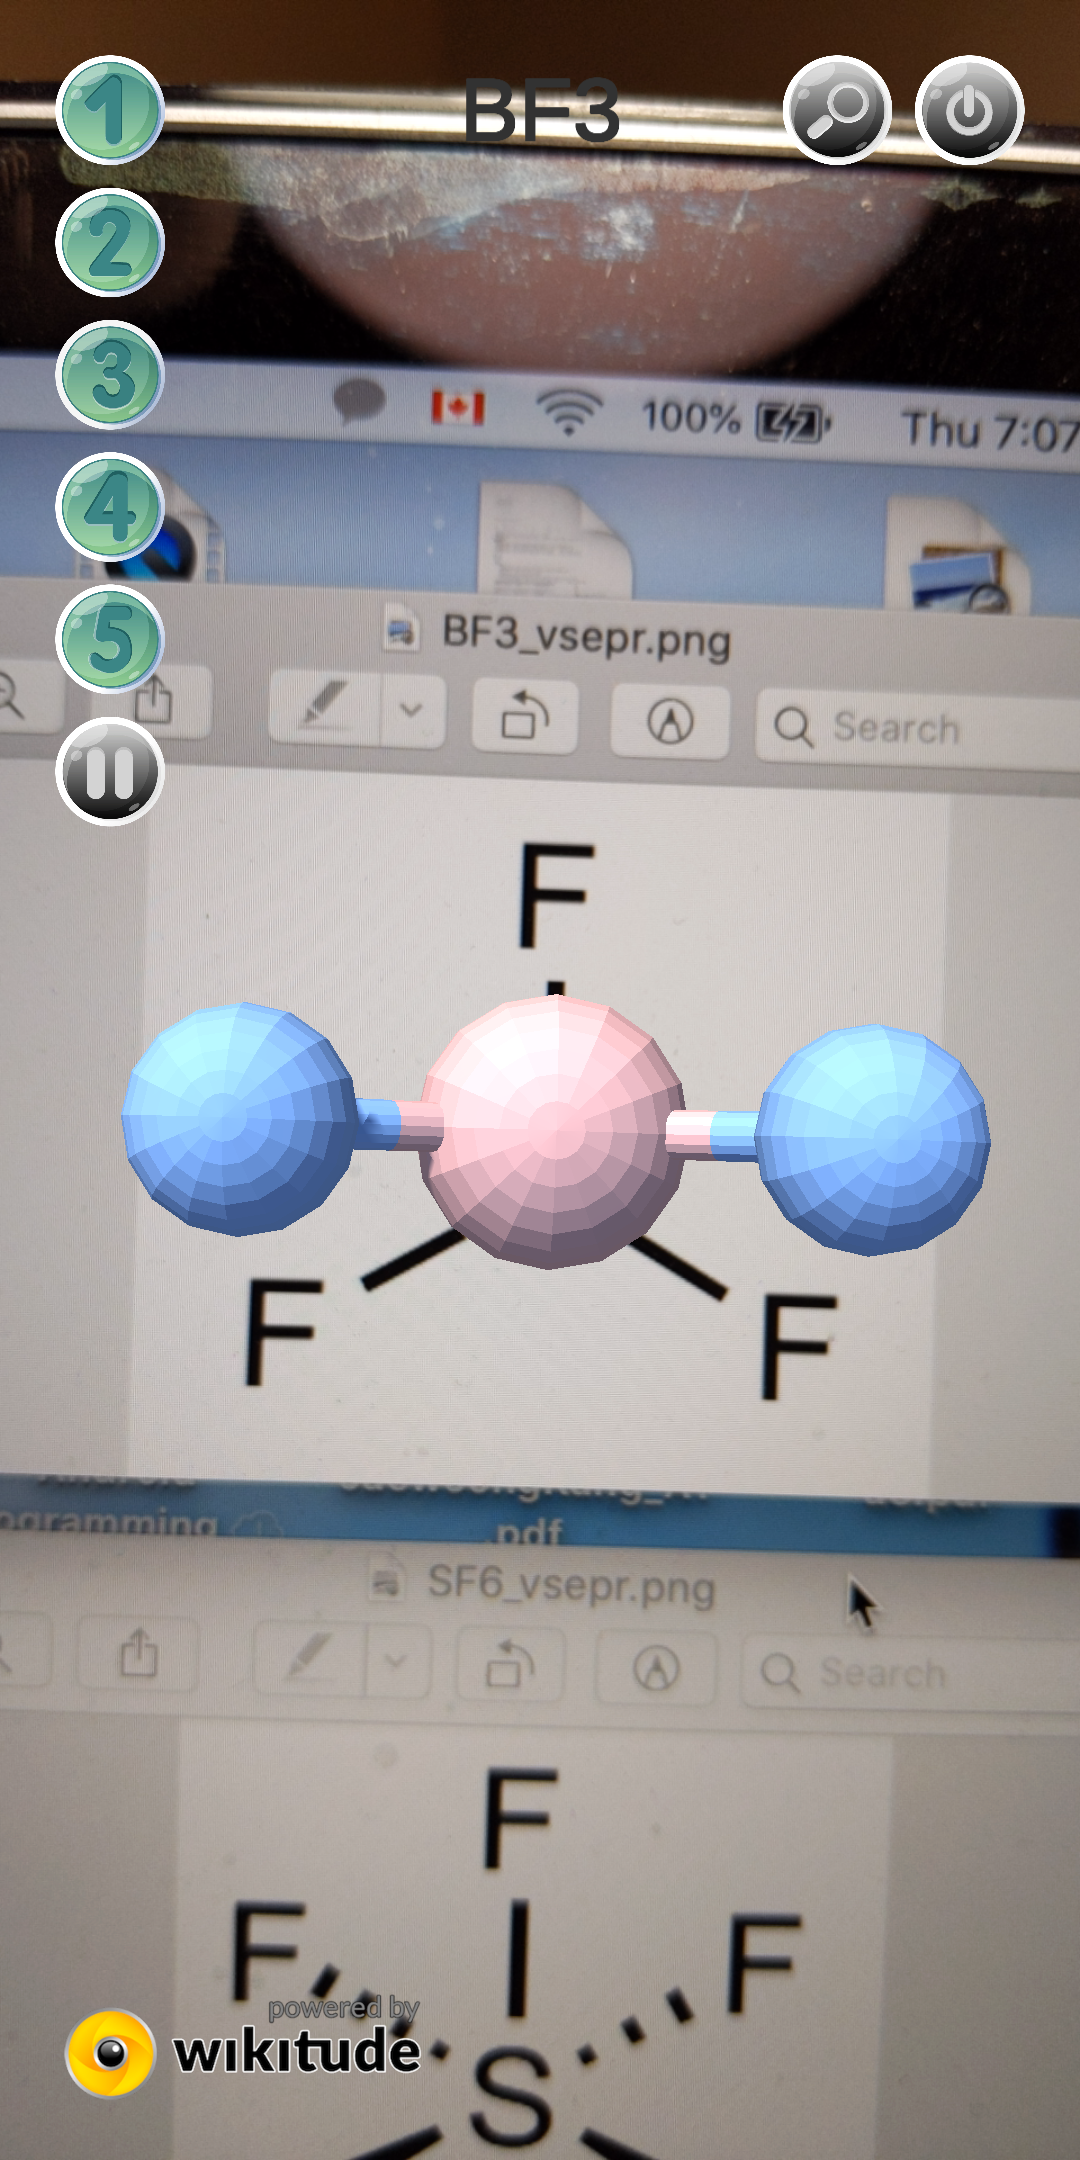 1
BF3
2
3
100%
Thu 7:07
4
BF3_vsepr.png
5
Search
F
F
F
.pdf
SF6_vsepr.png
Search
F
F
F
powered by
wikitude
S